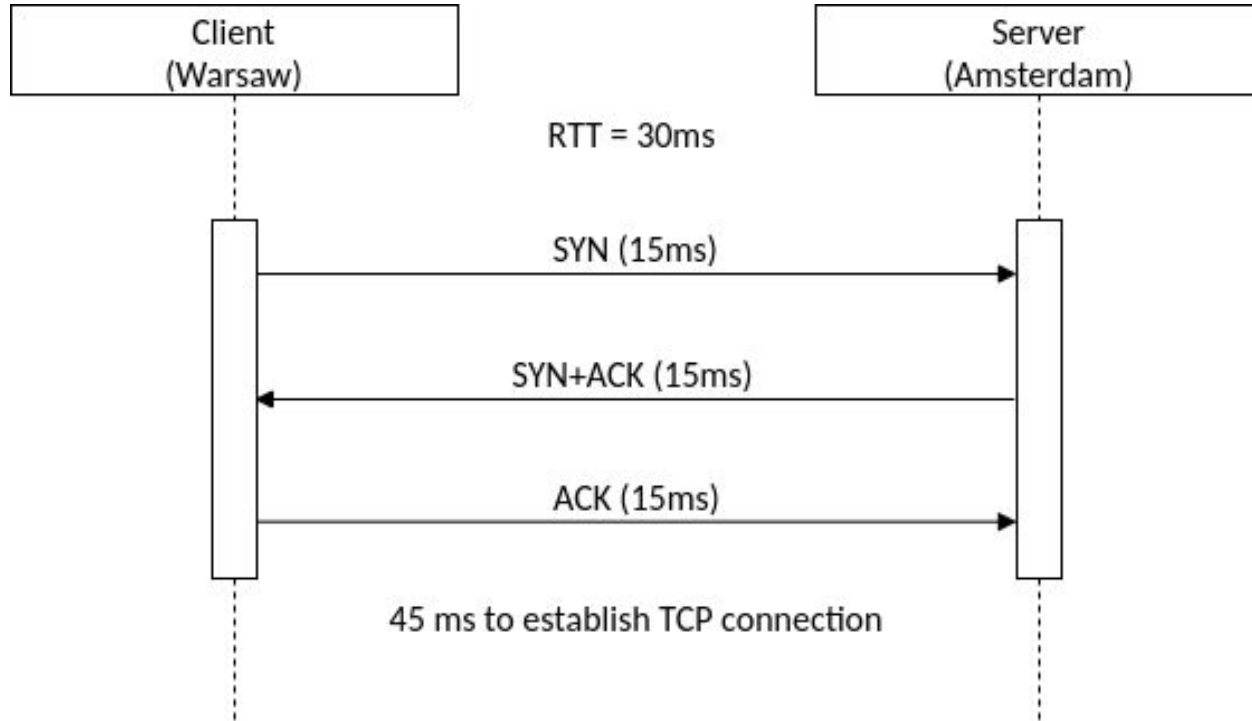 Client
(Warsaw)
Server
(Amsterdam)
RTT = 30ms
SYN (15ms)
SYN+ACK (15ms)
ACK (15ms)
45 ms to establish TCP connection